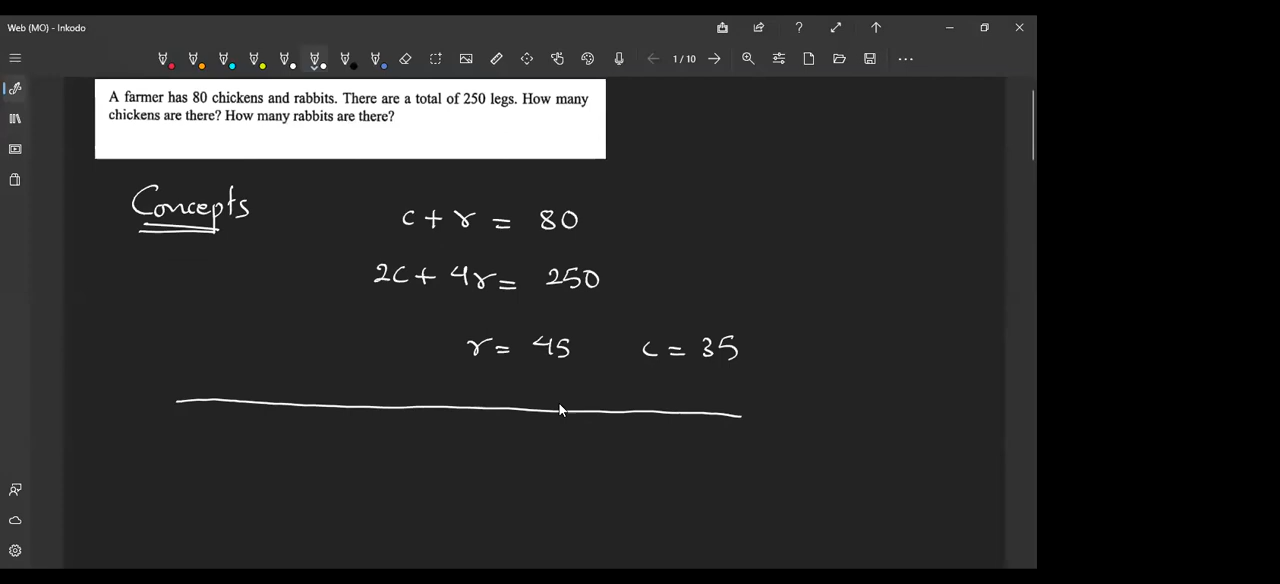 Web (MO) - Inkodo
1 / 10
A farmer has 80 chickens and rabbits. There are a total of 250 legs. How many
chickens are there? How many rabbits are there?
Concepts
c + r = 80
2c + 4r = 250
r = 45 c = 35